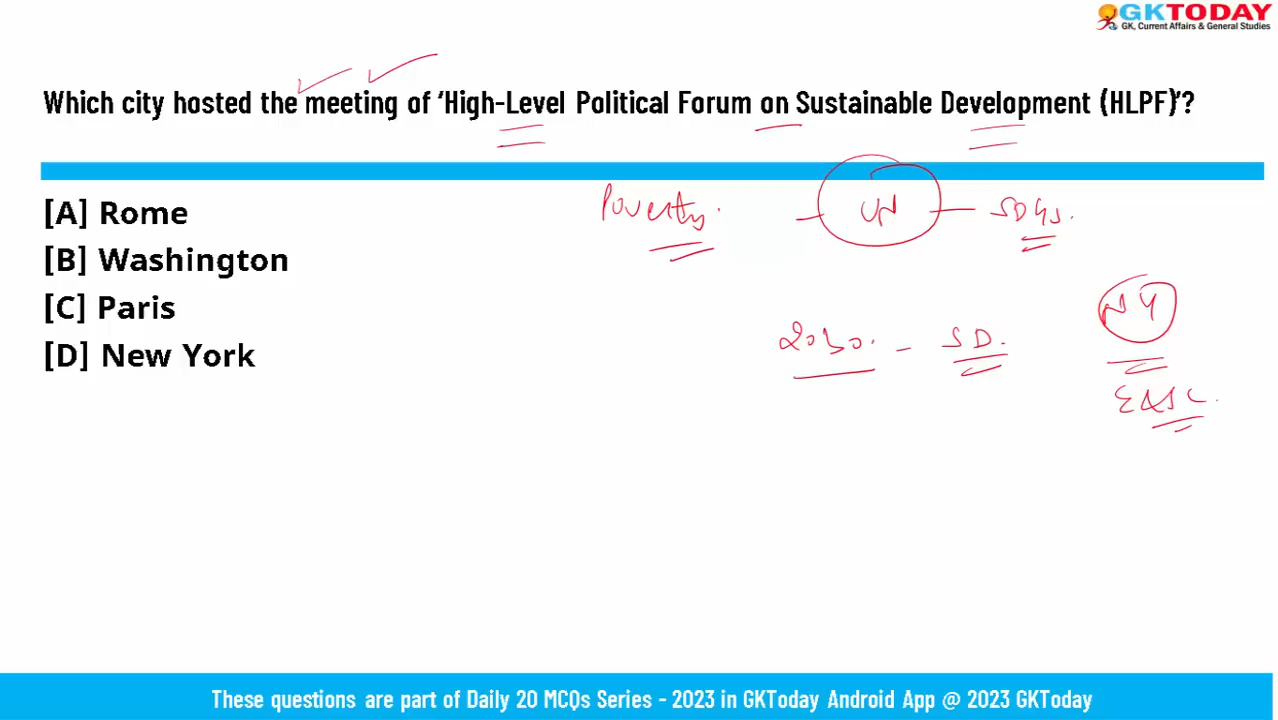 GKTODAY
GK, Current Affairs & General Studies
Which city hosted the meeting of ‘High-Level Political Forum on Sustainable Development (HLPF)’?
[A] Rome
[B] Washington
[C] Paris
[D] New York
Poverty.
UN
SDGs.
2030. - SD.
NY
These questions are part of Daily 20 MCQs Series - 2023 in GKToday Android App @ 2023 GKToday